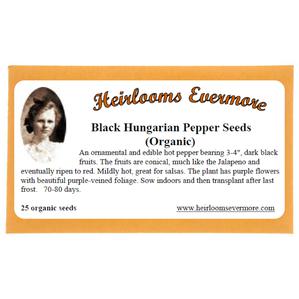 Heirlooms Evermore
Black Hungarian Pepper Seeds
(Organic)
An ornamental and edible hot pepper bearing 3-4", dark black
fruits. The fruits are conical, much like the Jalapeno and
eventually ripen to red. Mildly hot, great for salsas. The plant has purple flowers
with beautiful purple-veined foliage. Sow indoors and then transplant after last
frost. 70-80 days.
25 organic seeds
www.heirloomsevermore.com